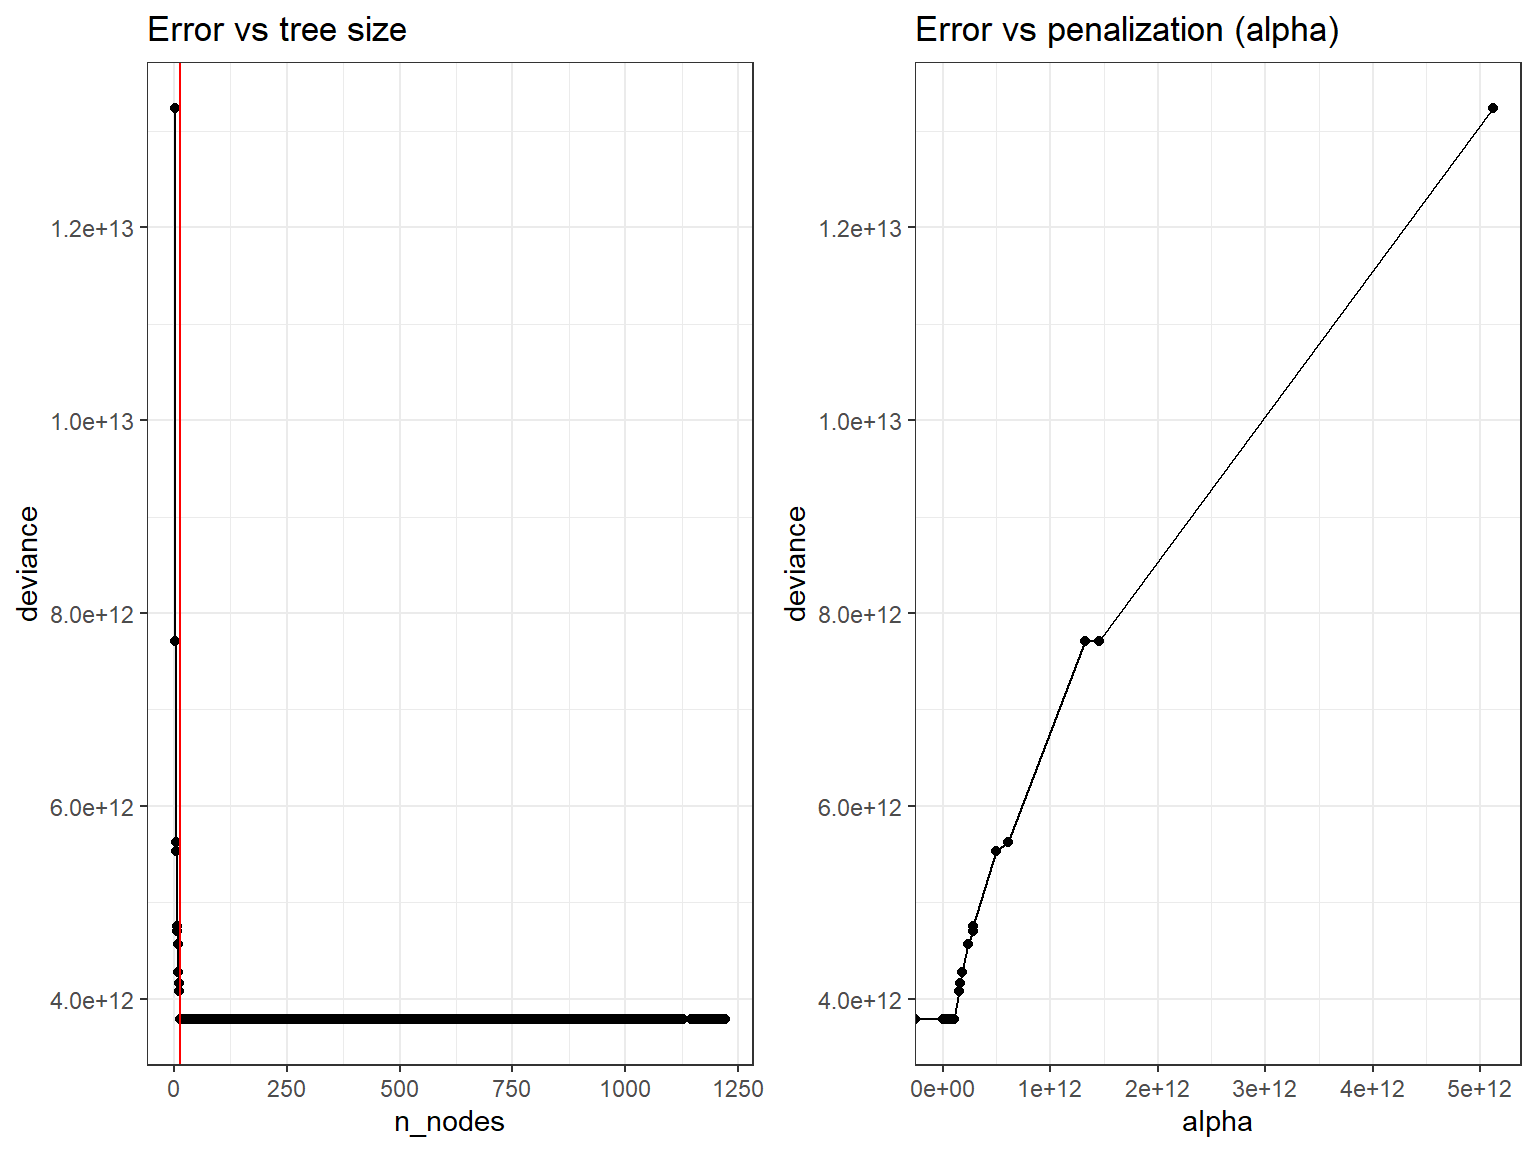 Error vs tree size
deviance
1.2e+13
1.0e+13
8.0e+12
6.0e+12
4.0e+12
0 250 500 750 1000 1250
n_nodes
Error vs penalization (alpha)
deviance
1.2e+13
1.0e+13
8.0e+12
6.0e+12
4.0e+12
0e+00 1e+12 2e+12 3e+12 4e+12 5e+12
alpha